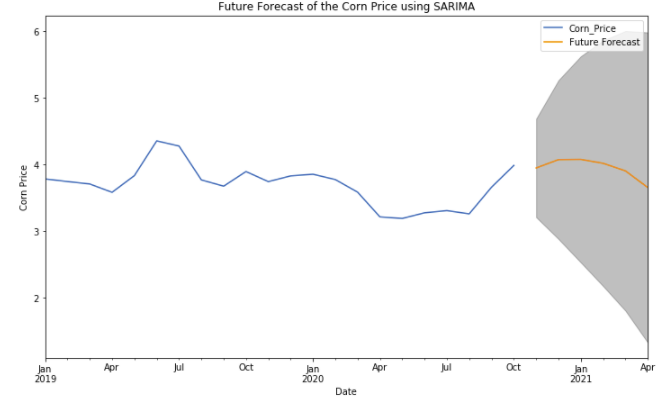 Future Forecast of the Corn Price using SARIMA
Corn_Price
Future Forecast
6
5
4
3
2
Corn Price
Jan Apr Jul Oct Jan Apr Jul Oct Jan Apr
2019 2020 2021
Date